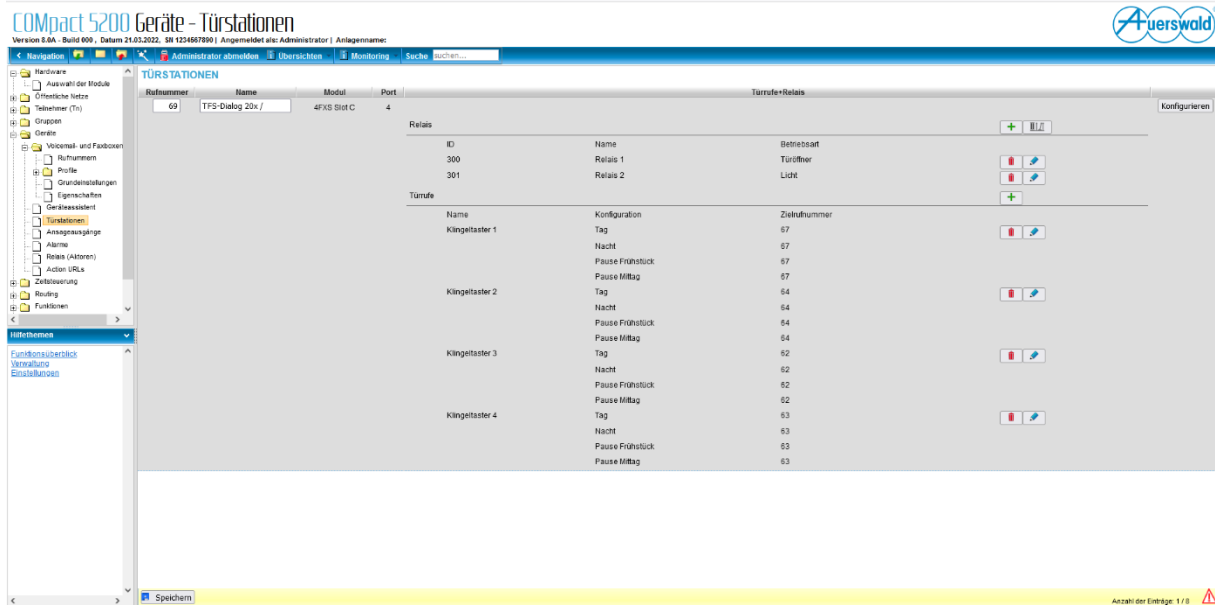 COMpact 5200 Geräte - Türstationen
Auerswald
Version 8.0A - Build 000 , Datum 21.03.2022, SN 1234567890 | Angemeldet als: Administrator | Anlagenname:
Navigation Administrator abmelden Übersichten Monitoring Suche suchen...
Hardware
Auswahl der Module
Öffentliche Netze
Teilnehmer (Tn)
Gruppen
Geräte
Voicemail- und Faxboxen
Rufnummern
Profile
Grundeinstellungen
Eigenschaften
Geräteassistent
Türstationen
Ansageausgänge
Alarme
Relais (Aktoren)
Action URLs
Zeitsteuerung
Routing
Funktionen
Hilfethemen
Funktionsüberblick
Verwaltung
Einstellungen
TÜRSTATIONEN
Rufnummer Name Modul Port Türrufe+Relais
69 TFS-Dialog 20x / 4FXS Slot C 4 Konfigurieren
Relais
ID Name Betriebsart
300 Relais 1 Türöffner
301 Relais 2 Licht
Türrufe
Name Konfiguration Zielrufnummer
Klingeltaster 1 Tag 67
Nacht 67
Pause Frühstück 67
Pause Mittag 67
Klingeltaster 2 Tag 64
Nacht 64
Pause Frühstück 64
Pause Mittag 64
Klingeltaster 3 Tag 62
Nacht 62
Pause Frühstück 62
Pause Mittag 62
Klingeltaster 4 Tag 63
Nacht 63
Pause Frühstück 63
Pause Mittag 63
Speichern
Anzahl der Einträge: 1 / 8